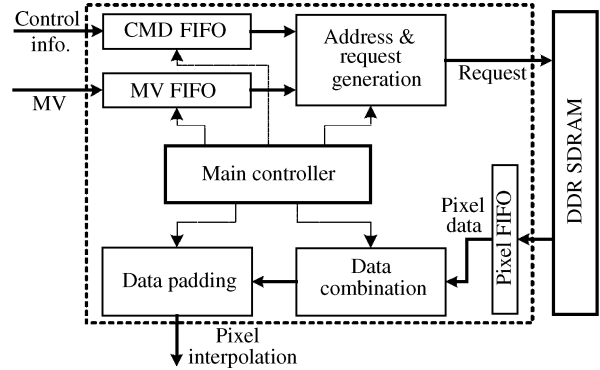 Control
info.
CMD FIFO
Address &
request
generation
Request
MV
MV FIFO
Main controller
DDR SDRAM
Pixel
data
Pixel FIFO
Data padding
Data
combination
Pixel
interpolation